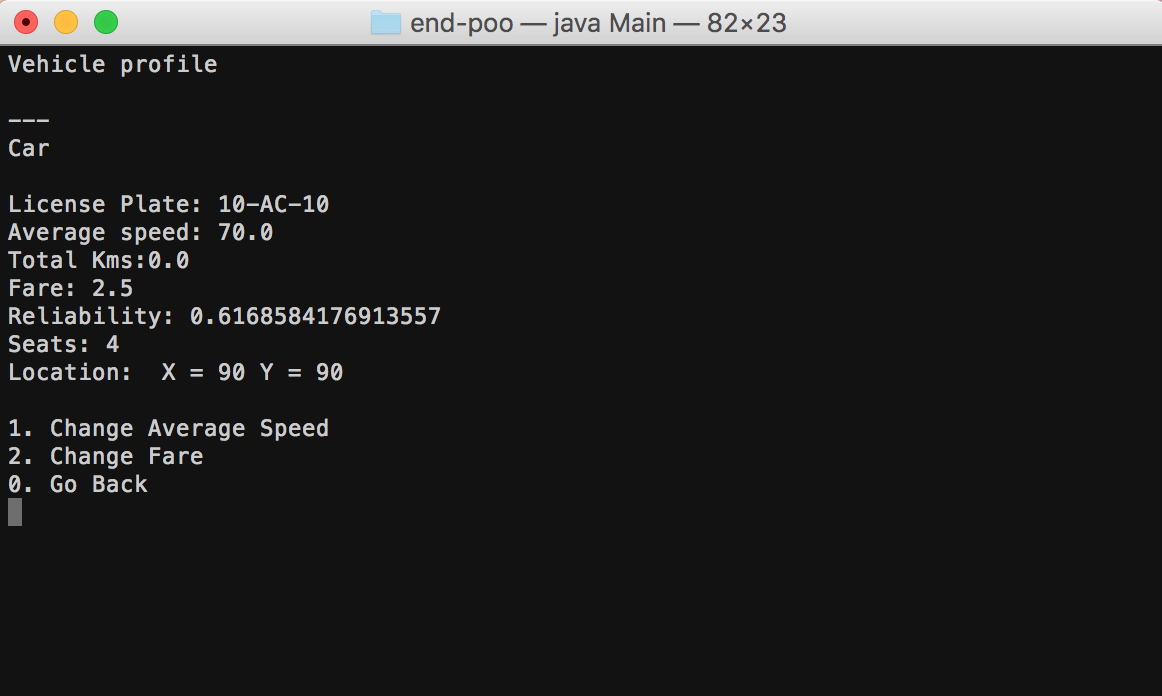 end-poo — java Main — 82×23
Vehicle profile
---
Car
License Plate: 10-AC-10
Average speed: 70.0
Total Kms:0.0
Fare: 2.5
Reliability: 0.6168584176913557
Seats: 4
Location:  X = 90 Y = 90
1. Change Average Speed
2. Change Fare
0. Go Back